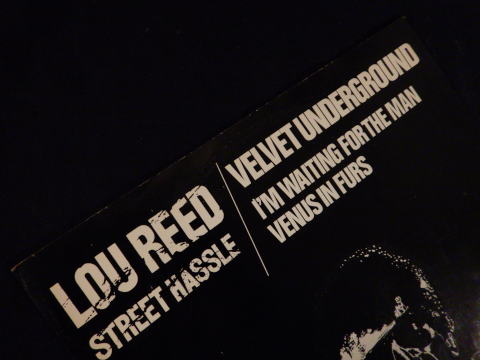 LOU REED
STREET HASSLE
VELVET UNDERGROUND
I'M WAITING FOR THE MAN
VENUS IN FURS